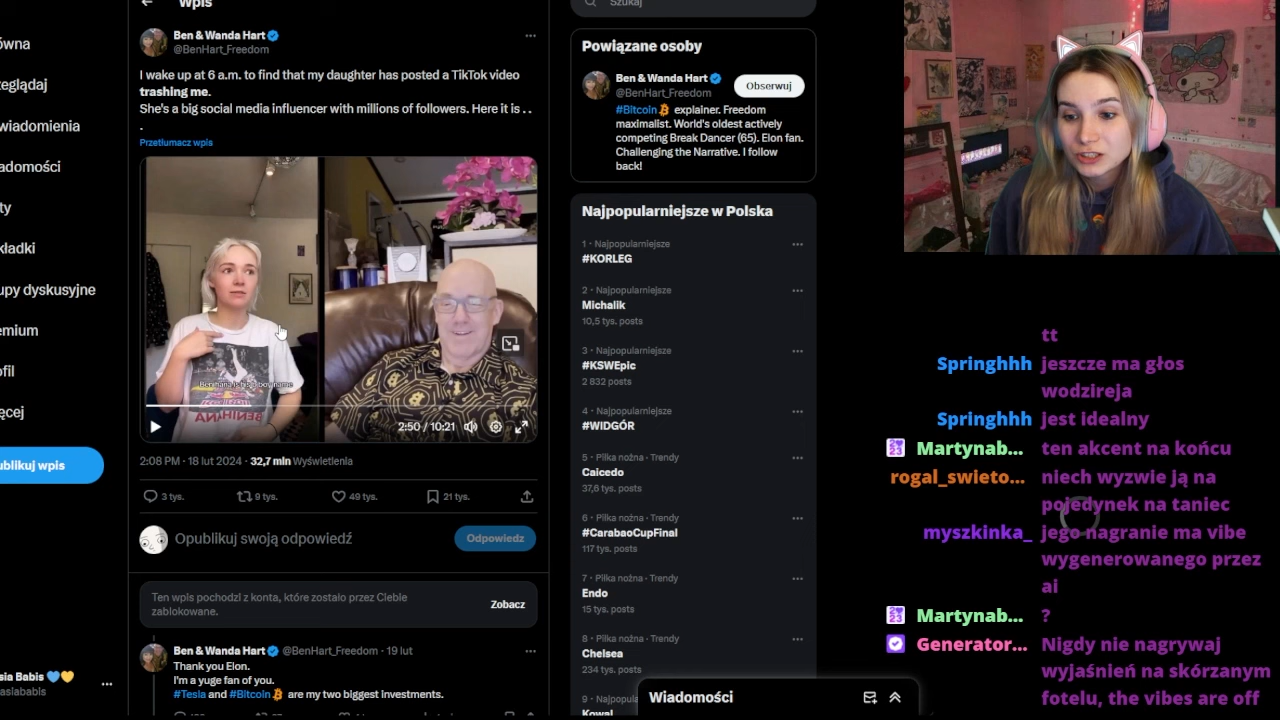 Wpis
ówna
zeglądaj
wiadomości
ty
kładki
upy dyskusyjne
emium
ofil
ęcej
ublikuj wpis
sia Babis 💙💛
aslababis
Ben & Wanda Hart
@BenHart_Freedom
I wake up at 6 a.m. to find that my daughter has posted a TikTok video
trashing me.
She's a big social media influencer with millions of followers. Here it is . .
.
Przetłumacz wpis
2:50 / 10:21
2:08 PM · 18 lut 2024 · 32,7 mln Wyświetlenia
3 tys.
9 tys.
49 tys.
21 tys.
Opublikuj swoją odpowiedź
Odpowiedz
Ten wpis pochodzi z konta, które zostało przez Ciebie
zablokowane.
Zobacz
Ben & Wanda Hart @BenHart_Freedom · 19 lut
Thank you Elon.
I'm a yuge fan of you.
#Tesla and #Bitcoin are my two biggest investments.
Szukaj
Powiązane osoby
Ben & Wanda Hart
@BenHart_Freedom
Obserwuj
#Bitcoin explainer. Freedom
maximalist. World's oldest actively
competing Break Dancer (65). Elon fan.
Challenging the Narrative. I follow
back!
Najpopularniejsze w Polska
1 · Najpopularniejsze
#KORLEG
2 · Najpopularniejsze
Michalik
10,5 tys. posts
3 · Najpopularniejsze
#KSWEpic
2 832 posts
4 · Najpopularniejsze
#WIDGÓR
5 · Piłka nożna · Trendy
Caicedo
37,6 tys. posts
6 · Piłka nożna · Trendy
#CarabaoCupFinal
117 tys. posts
7 · Piłka nożna · Trendy
Endo
15 tys. posts
8 · Piłka nożna · Trendy
Chelsea
234 tys. posts
Kowal
Wiadomości
tt
Springhhh jeszcze ma głos
wodzireja
Springhhh jest idealny
Martynab... ten akcent na końcu
rogal_swieto... niech wyzwie ją na
pojedynek na taniec
myszkinka_ jego nagranie ma vibe
wygenerowanego przez
ai
Martynab... ?
Generator... Nigdy nie nagrywaj
wyjaśnień na skórzanym
fotelu, the vibes are off